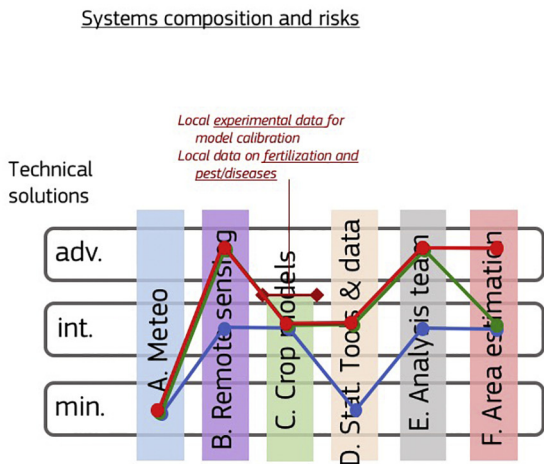 Systems composition and risks
Local experimental data for
model calibration
Local data on fertilization and
pest/diseases
Technical
solutions
adv.
int.
min.
A. Meteo
B. Remote sensing
C. Crop models
D. Stat. Toos & data
E. Analysis team
F. Area estimation